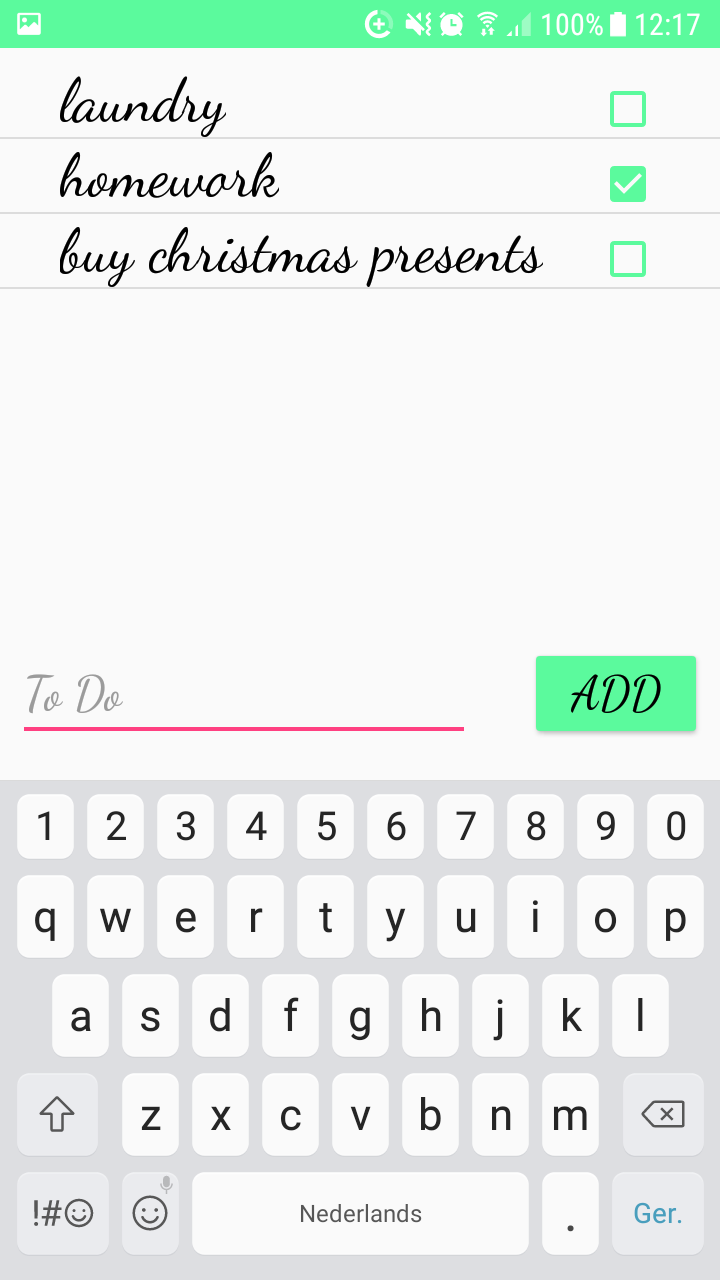 100% 12:17
laundry
homework
buy christmas presents
To Do ADD
1 2 3 4 5 6 7 8 9 0
q w e r t y u i o p
a s d f g h j k l
z x c v b n m
!#☺ Nederlands . Ger.